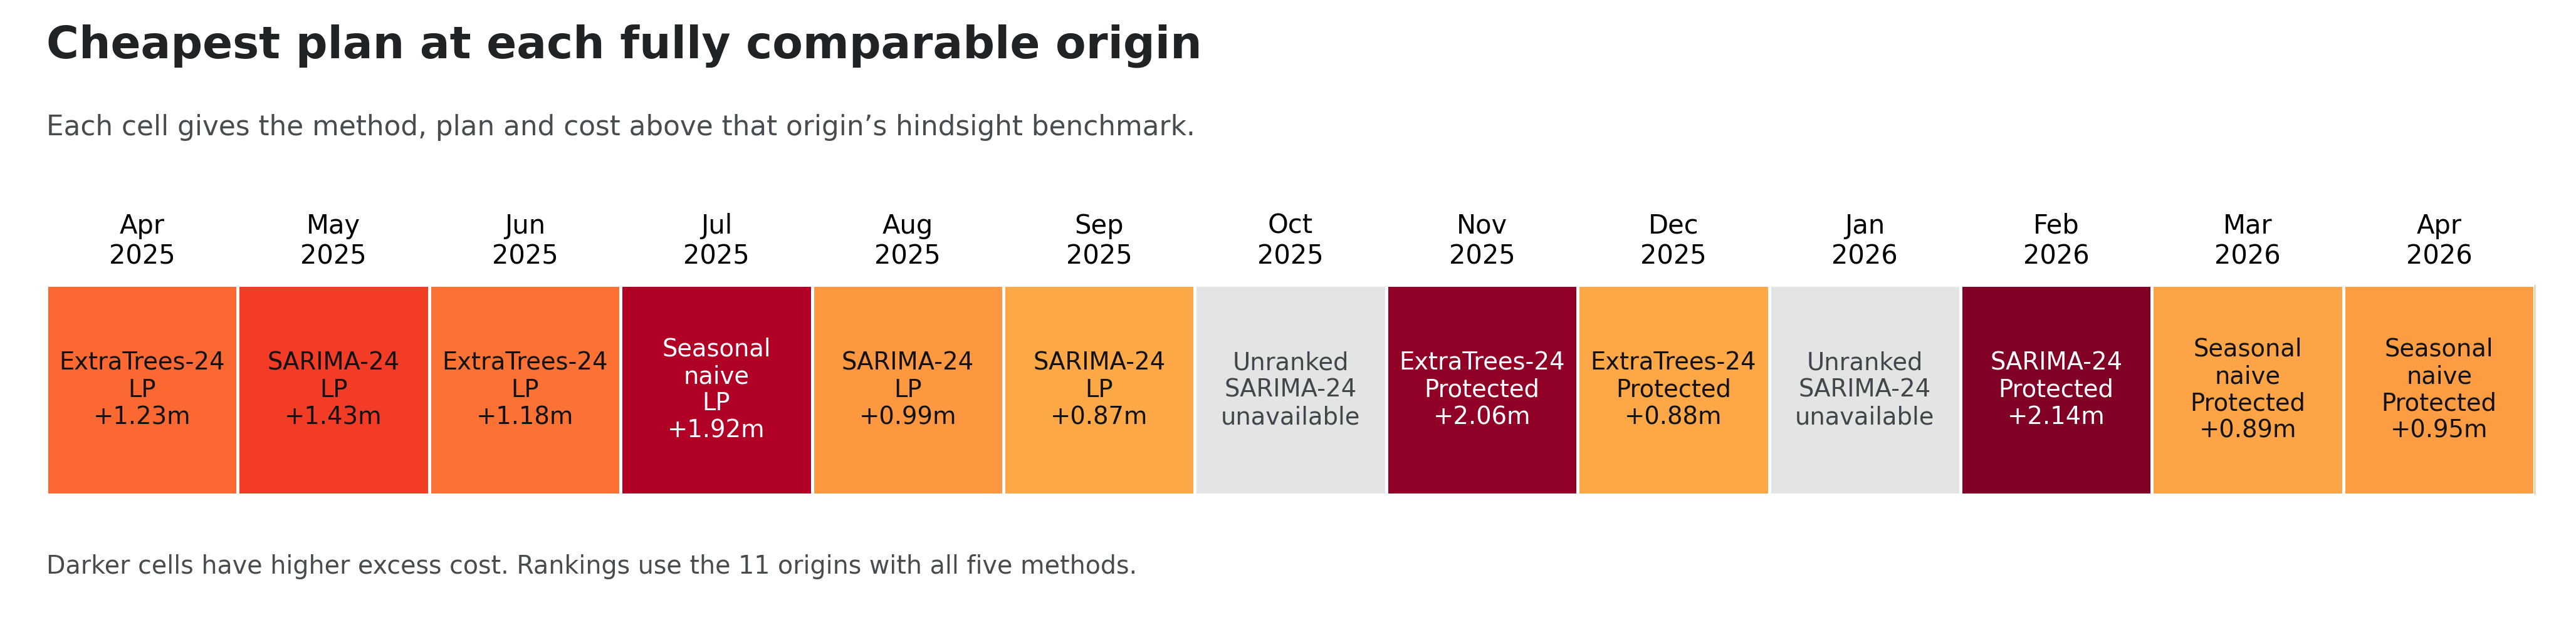 Cheapest plan at each fully comparable origin
Each cell gives the method, plan and cost above that origin’s hindsight benchmark.
Apr
2025
May
2025
Jun
2025
Jul
2025
Aug
2025
Sep
2025
Oct
2025
Nov
2025
Dec
2025
Jan
2026
Feb
2026
Mar
2026
Apr
2026
ExtraTrees-24
LP
+1.23m
SARIMA-24
LP
+1.43m
ExtraTrees-24
LP
+1.18m
Seasonal
naive
LP
+1.92m
SARIMA-24
LP
+0.99m
SARIMA-24
LP
+0.87m
Unranked
SARIMA-24
unavailable
ExtraTrees-24
Protected
+2.06m
ExtraTrees-24
Protected
+0.88m
Unranked
SARIMA-24
unavailable
SARIMA-24
Protected
+2.14m
Seasonal
naive
Protected
+0.89m
Seasonal
naive
Protected
+0.95m
Darker cells have higher excess cost. Rankings use the 11 origins with all five methods.